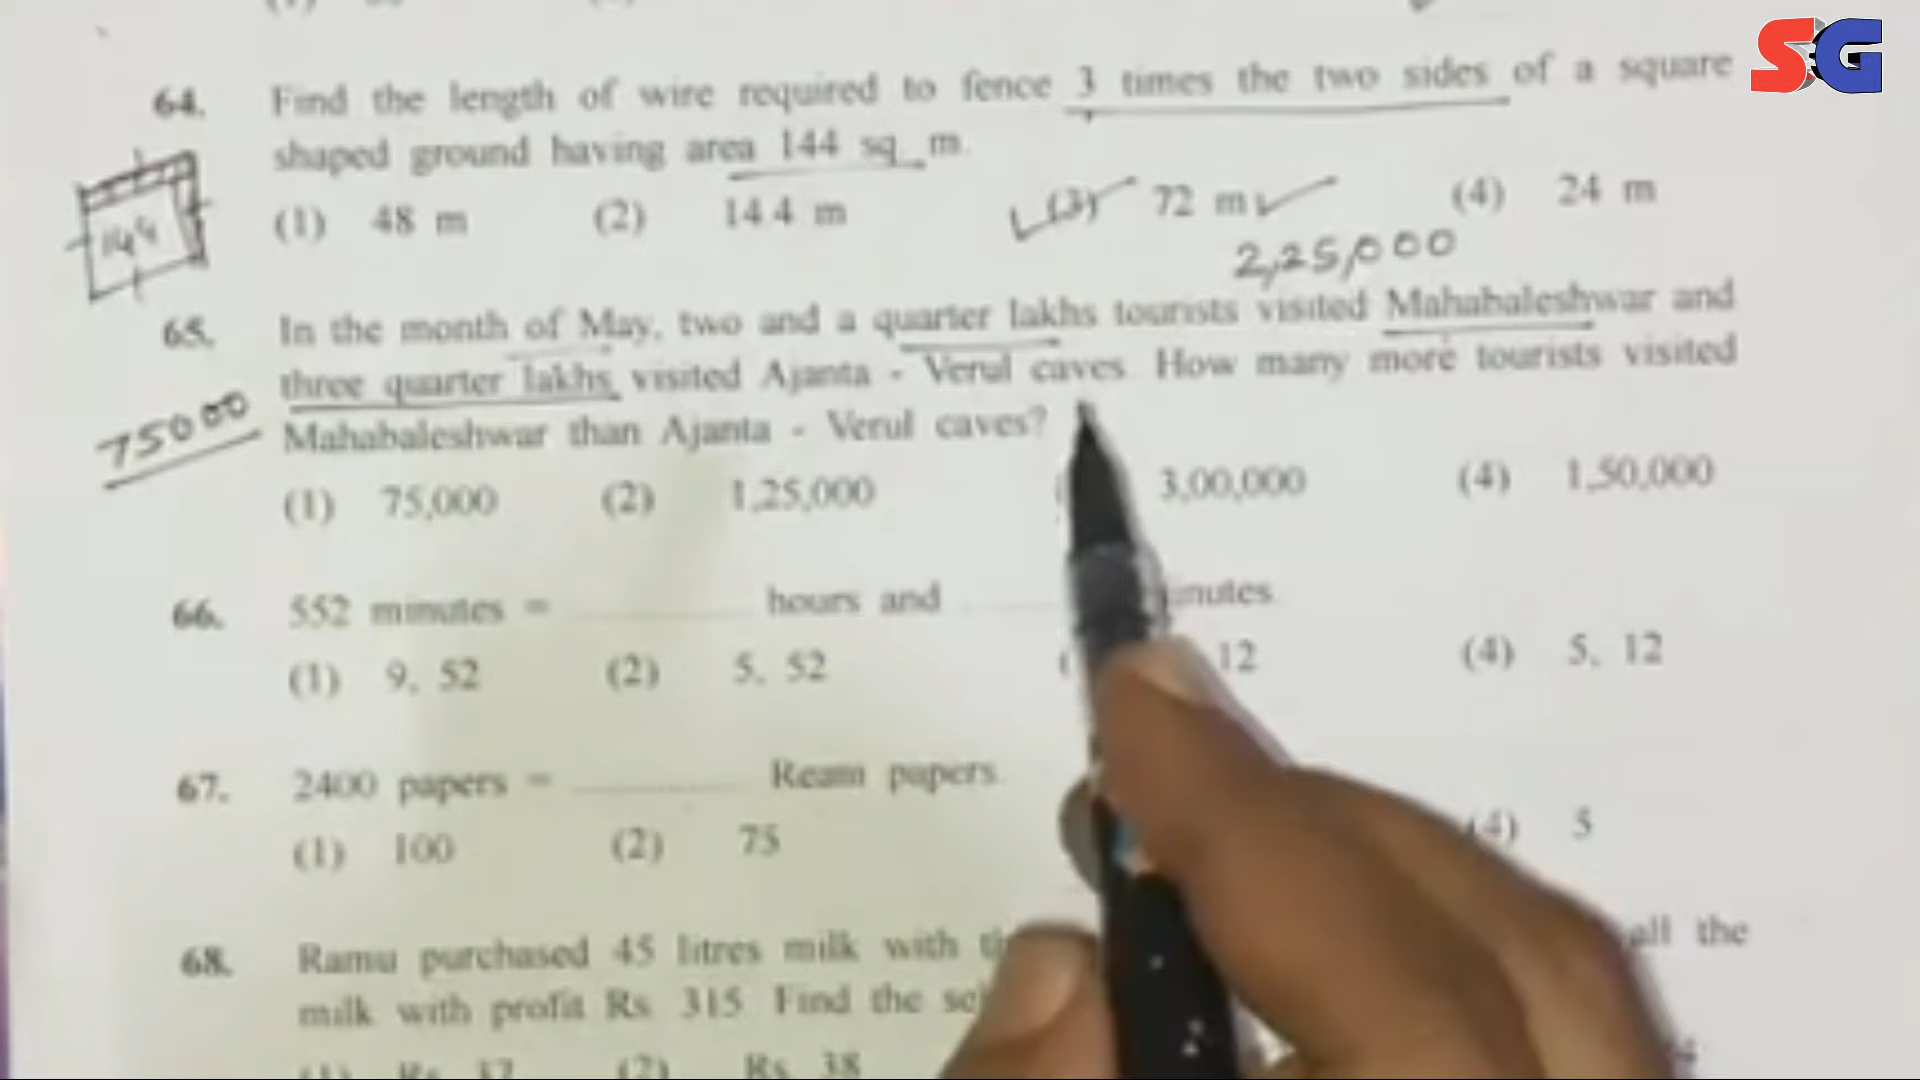 SG
64. Find the length of wire required to fence 3 times the two sides of a square
shaped ground having area 144 sq. m.
144
(1) 48 m (2) 14.4 m (3) 72 m (4) 24 m
2,25,000
65. In the month of May, two and a quarter lakhs tourists visited Mahabaleshwar and
three quarter lakhs visited Ajanta - Verul caves. How many more tourists visited
75000
Mahabaleshwar than Ajanta - Verul caves?
(1) 75,000 (2) 1,25,000 3,00,000 (4) 1,50,000
66. 552 minutes = hours and minutes.
(1) 9, 52 (2) 5, 52 12 (4) 5, 12
67. 2400 papers = Ream papers.
(1) 100 (2) 75 (4) 5
68. Ramu purchased 45 litres milk with all the
milk with profit Rs. 315. Find the
(1) Rs. 37 (2) Rs. 38